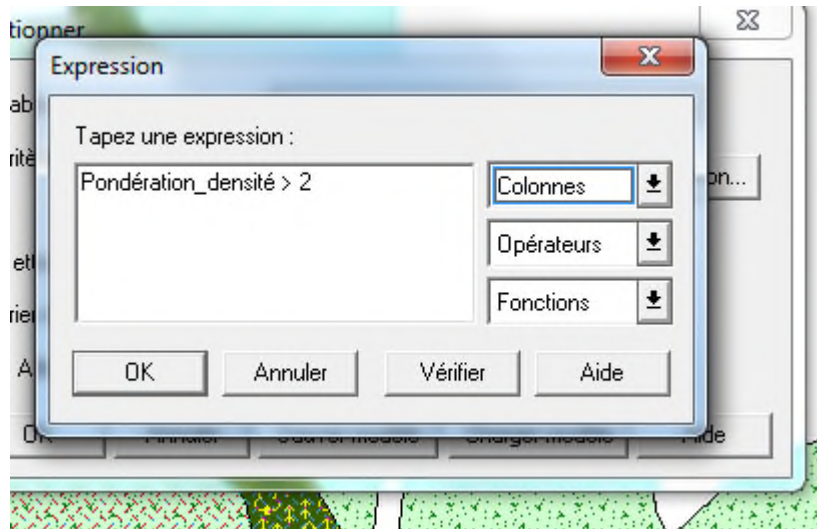 Expression
Tapez une expression :
Pondération_densité > 2
Colonnes
Opérateurs
Fonctions
OK
Annuler
Vérifier
Aide